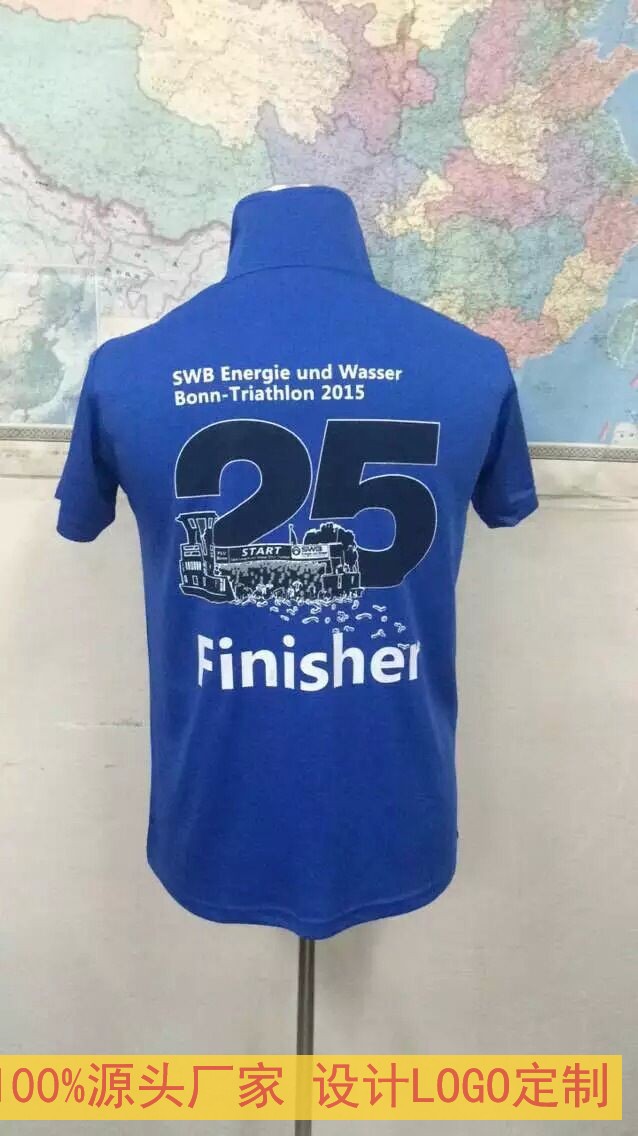 SWB Energie und Wasser
Bonn-Triathlon 2015
25
START SWB
Finisher
100%源头厂家 设计LOGO定制